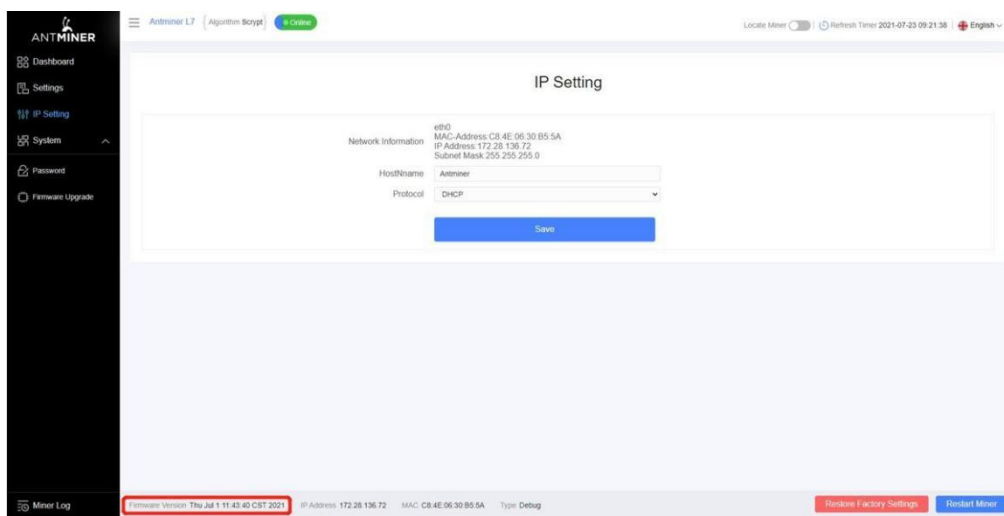 ANTMINER
Antminer L7 Algorithm Scrypt Online
Locate Miner Refresh Timer 2021-07-23 09:21:38 English
Dashboard
Settings
IP Setting
System
Password
Firmware Upgrade
IP Setting
Network Information
eth0
MAC-Address:C8:4E:06:30:B5:5A
IP Address:172.28.136.72
Subnet Mask:255.255.255.0
HostNname Antminer
Protocol DHCP
Save
Miner Log
Firmware Version Thu Jul 1 11:43:40 CST 2021 IP Address 172.28.136.72 MAC C8:4E:06:30:B5:5A Type Debug
Restore Factory Settings Restart Miner